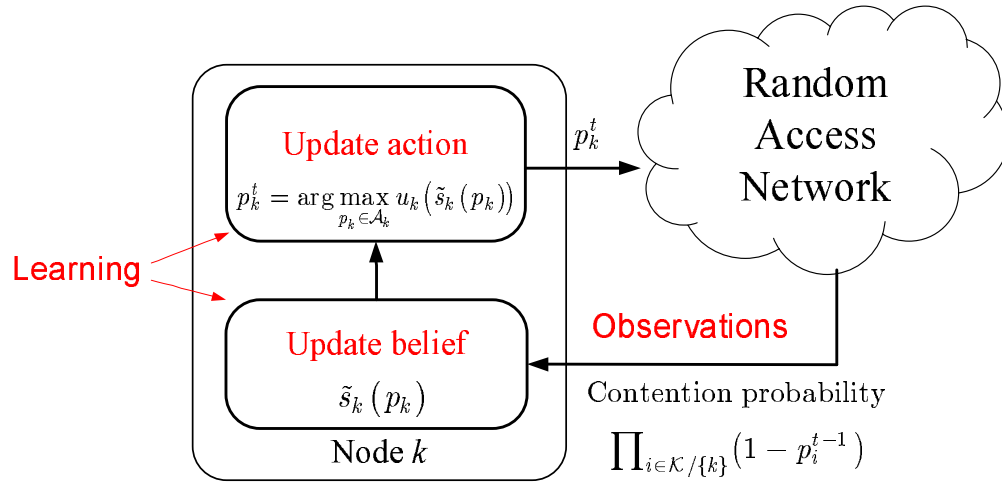 Update action
p_k^t = arg max_{p_k ∈ 𝒜_k} u_k(s̃_k(p_k))
p_k^t
Random
Access
Network
Learning
Update belief
s̃_k(p_k)
Node k
Observations
Contention probability
∏_{i∈𝒦/{k}}(1 − p_i^{t−1})